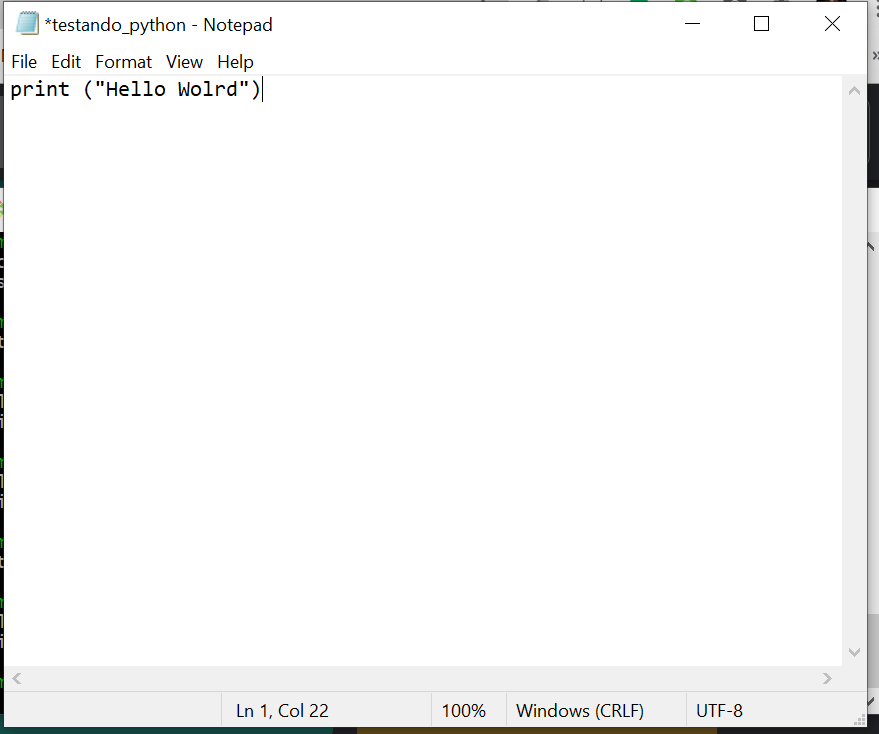 *testando_python - Notepad
File Edit Format View Help
print ("Hello Wolrd")
Ln 1, Col 22 100% Windows (CRLF) UTF-8